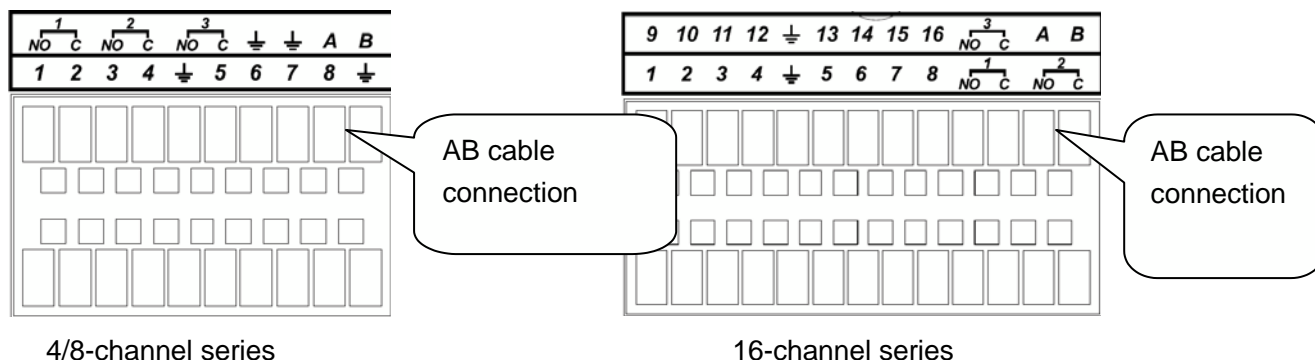 1 2 3
NO C NO C NO C ⏚ ⏚ A B
1 2 3 4 ⏚ 5 6 7 8 ⏚
AB cable
connection
4/8-channel series
9 10 11 12 ⏚ 13 14 15 16 3 NO C A B
1 2 3 4 ⏚ 5 6 7 8 1 NO C 2 NO C
AB cable
connection
16-channel series